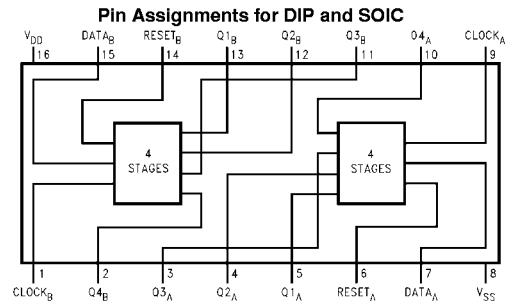 Pin Assignments for DIP and SOIC
VDD DATAB RESETB Q1B Q2B Q3B Q4A CLOCKA
16 15 14 13 12 11 10 9
4 4
STAGES STAGES
1 2 3 4 5 6 7 8
CLOCKB Q4B Q3A Q2A Q1A RESETA DATAA VSS